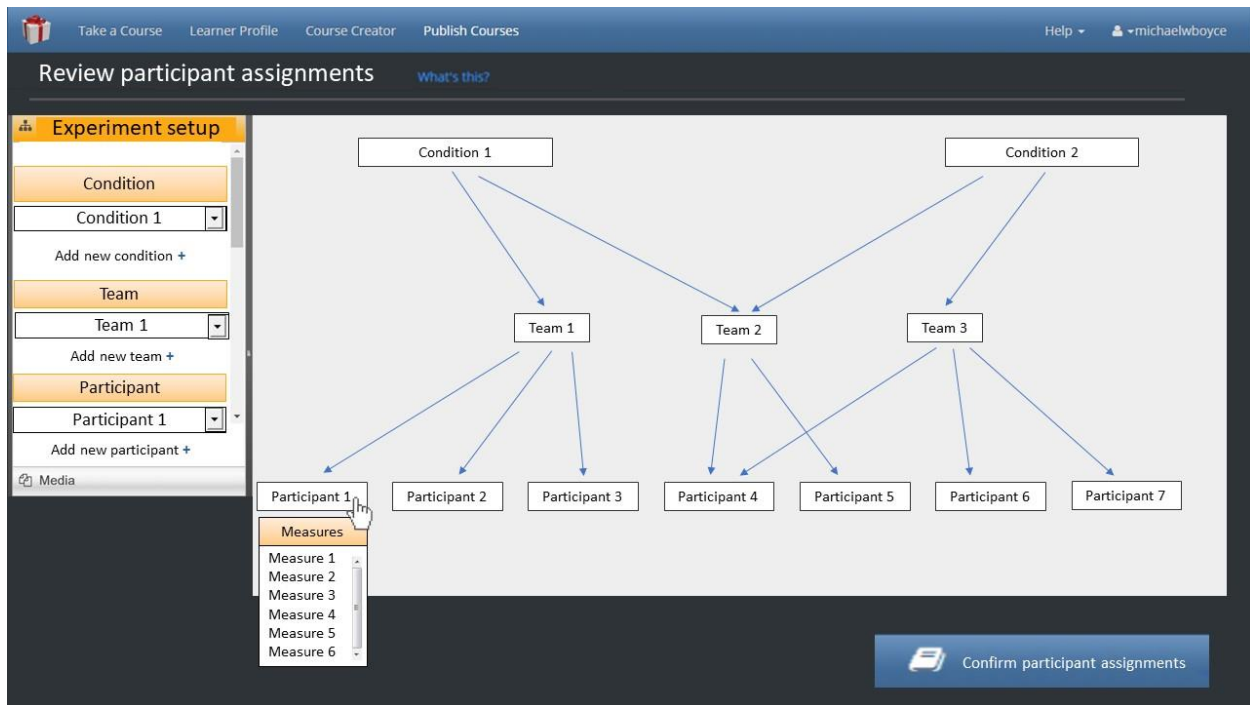 Take a Course Learner Profile Course Creator Publish Courses Help michaelwboyce
Review participant assignments What's this?
Experiment setup
Condition
Condition 1
Add new condition +
Team
Team 1
Add new team +
Participant
Participant 1
Add new participant +
Media
Condition 1 Condition 2
Team 1 Team 2 Team 3
Participant 1 Participant 2 Participant 3 Participant 4 Participant 5 Participant 6 Participant 7
Measures
Measure 1
Measure 2
Measure 3
Measure 4
Measure 5
Measure 6
Confirm participant assignments